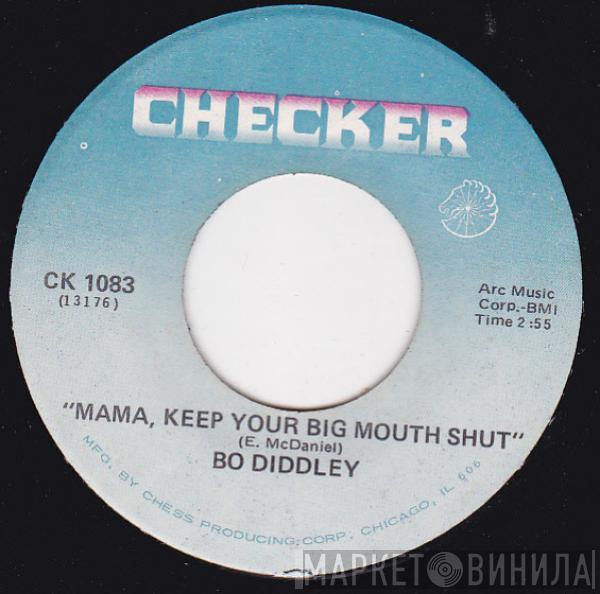 CHECKER
CK 1083
(13176)
Arc Music
Corp.-BMI
Time 2:55
"MAMA, KEEP YOUR BIG MOUTH SHUT"
(E. McDaniel)
BO DIDDLEY
MFG. BY CHESS PRODUCING CORP. CHICAGO, IL 606
МАРКЕТ ВИНИЛА